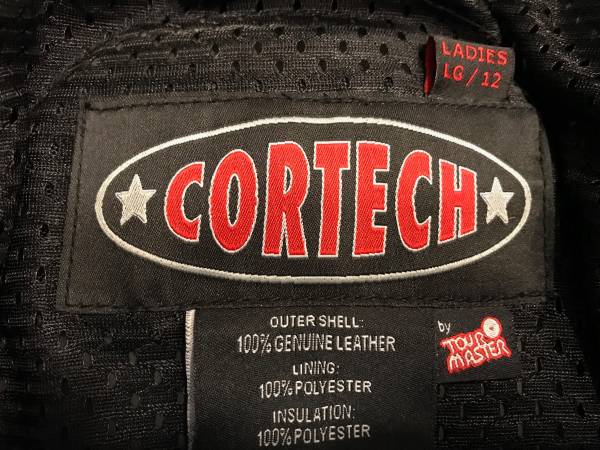 LADIES
LG / 12
CORTECH
OUTER SHELL:
100% GENUINE LEATHER
LINING:
100% POLYESTER
INSULATION:
100% POLYESTER
by
TOUR
MASTER